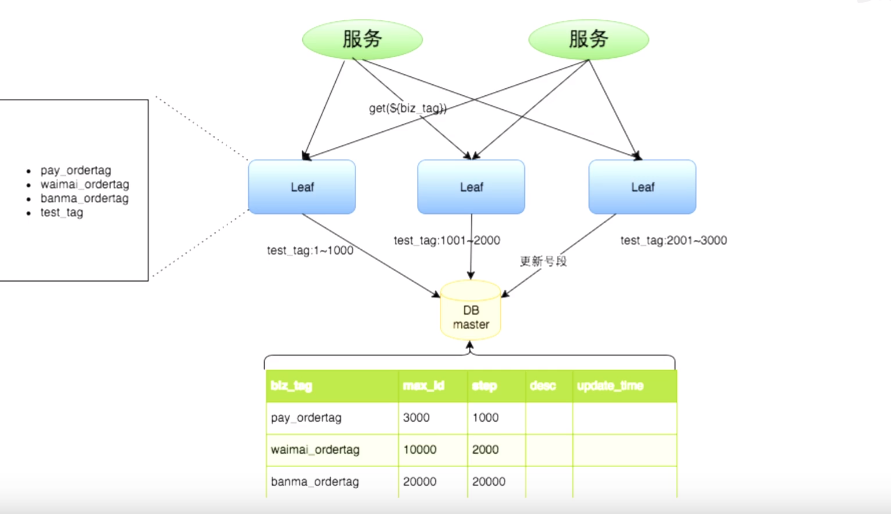 服务
服务
get(${biz_tag})
• pay_ordertag
• waimai_ordertag
• banma_ordertag
• test_tag
Leaf
Leaf
Leaf
test_tag:1~1000
test_tag:1001~2000
test_tag:2001~3000
更新号段
DB
master
biz_tag max_id step desc update_time
pay_ordertag 3000 1000
waimai_ordertag 10000 2000
banma_ordertag 20000 20000